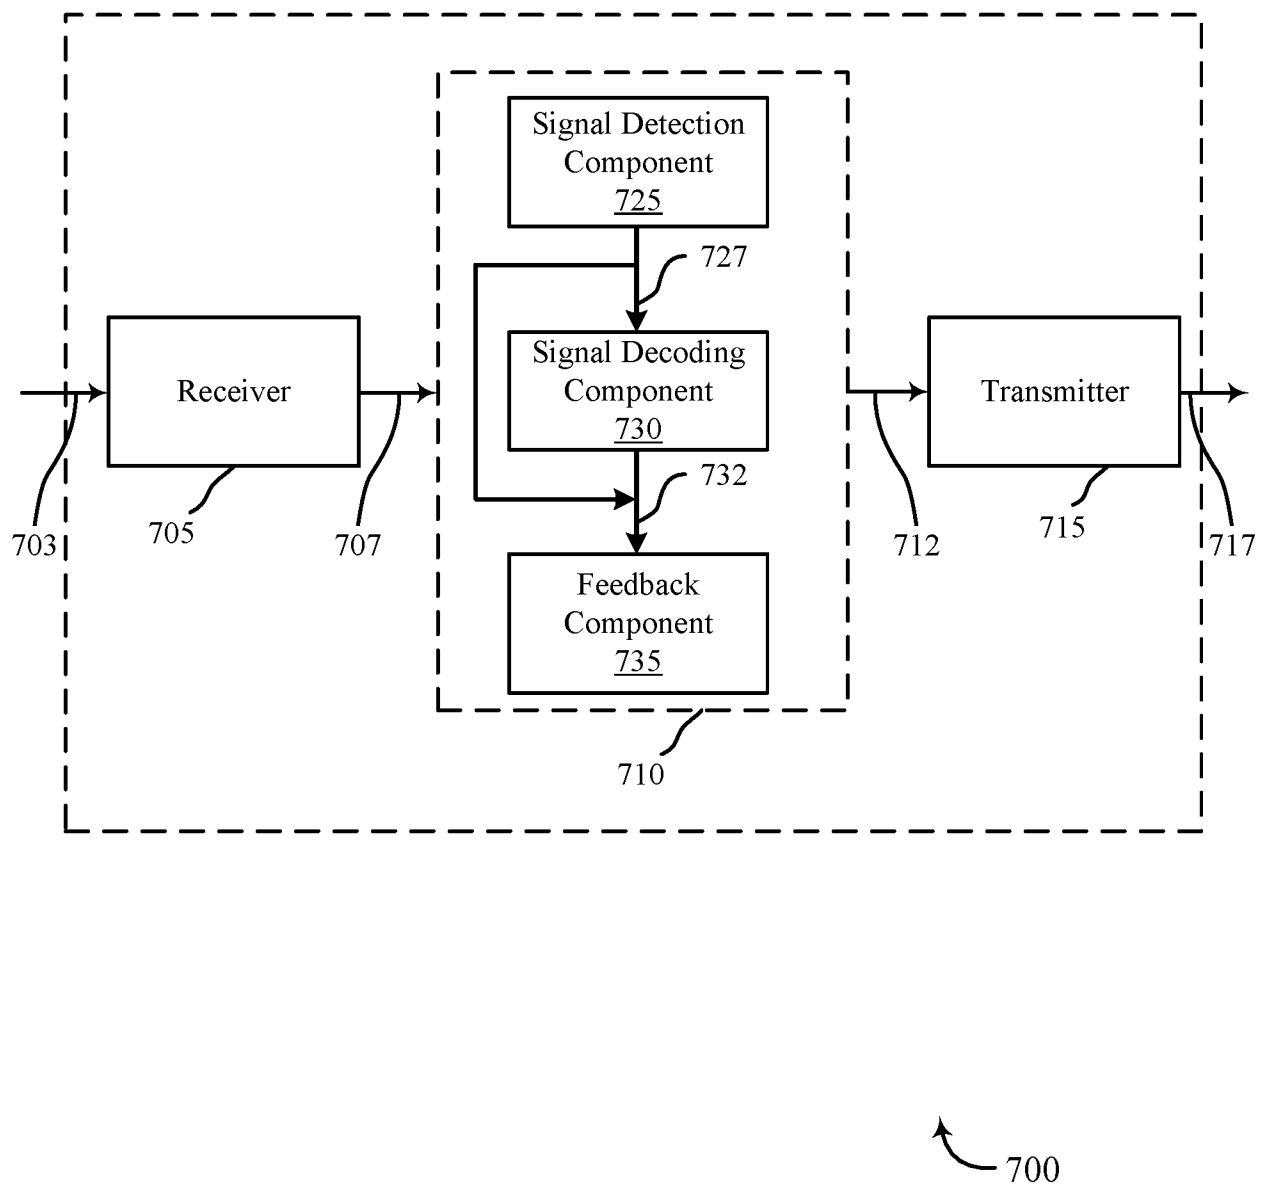 Signal Detection
Component
725
727
Signal Decoding
Component
730
Receiver
Transmitter
732
703
705
707
712
715
717
Feedback
Component
735
710
700